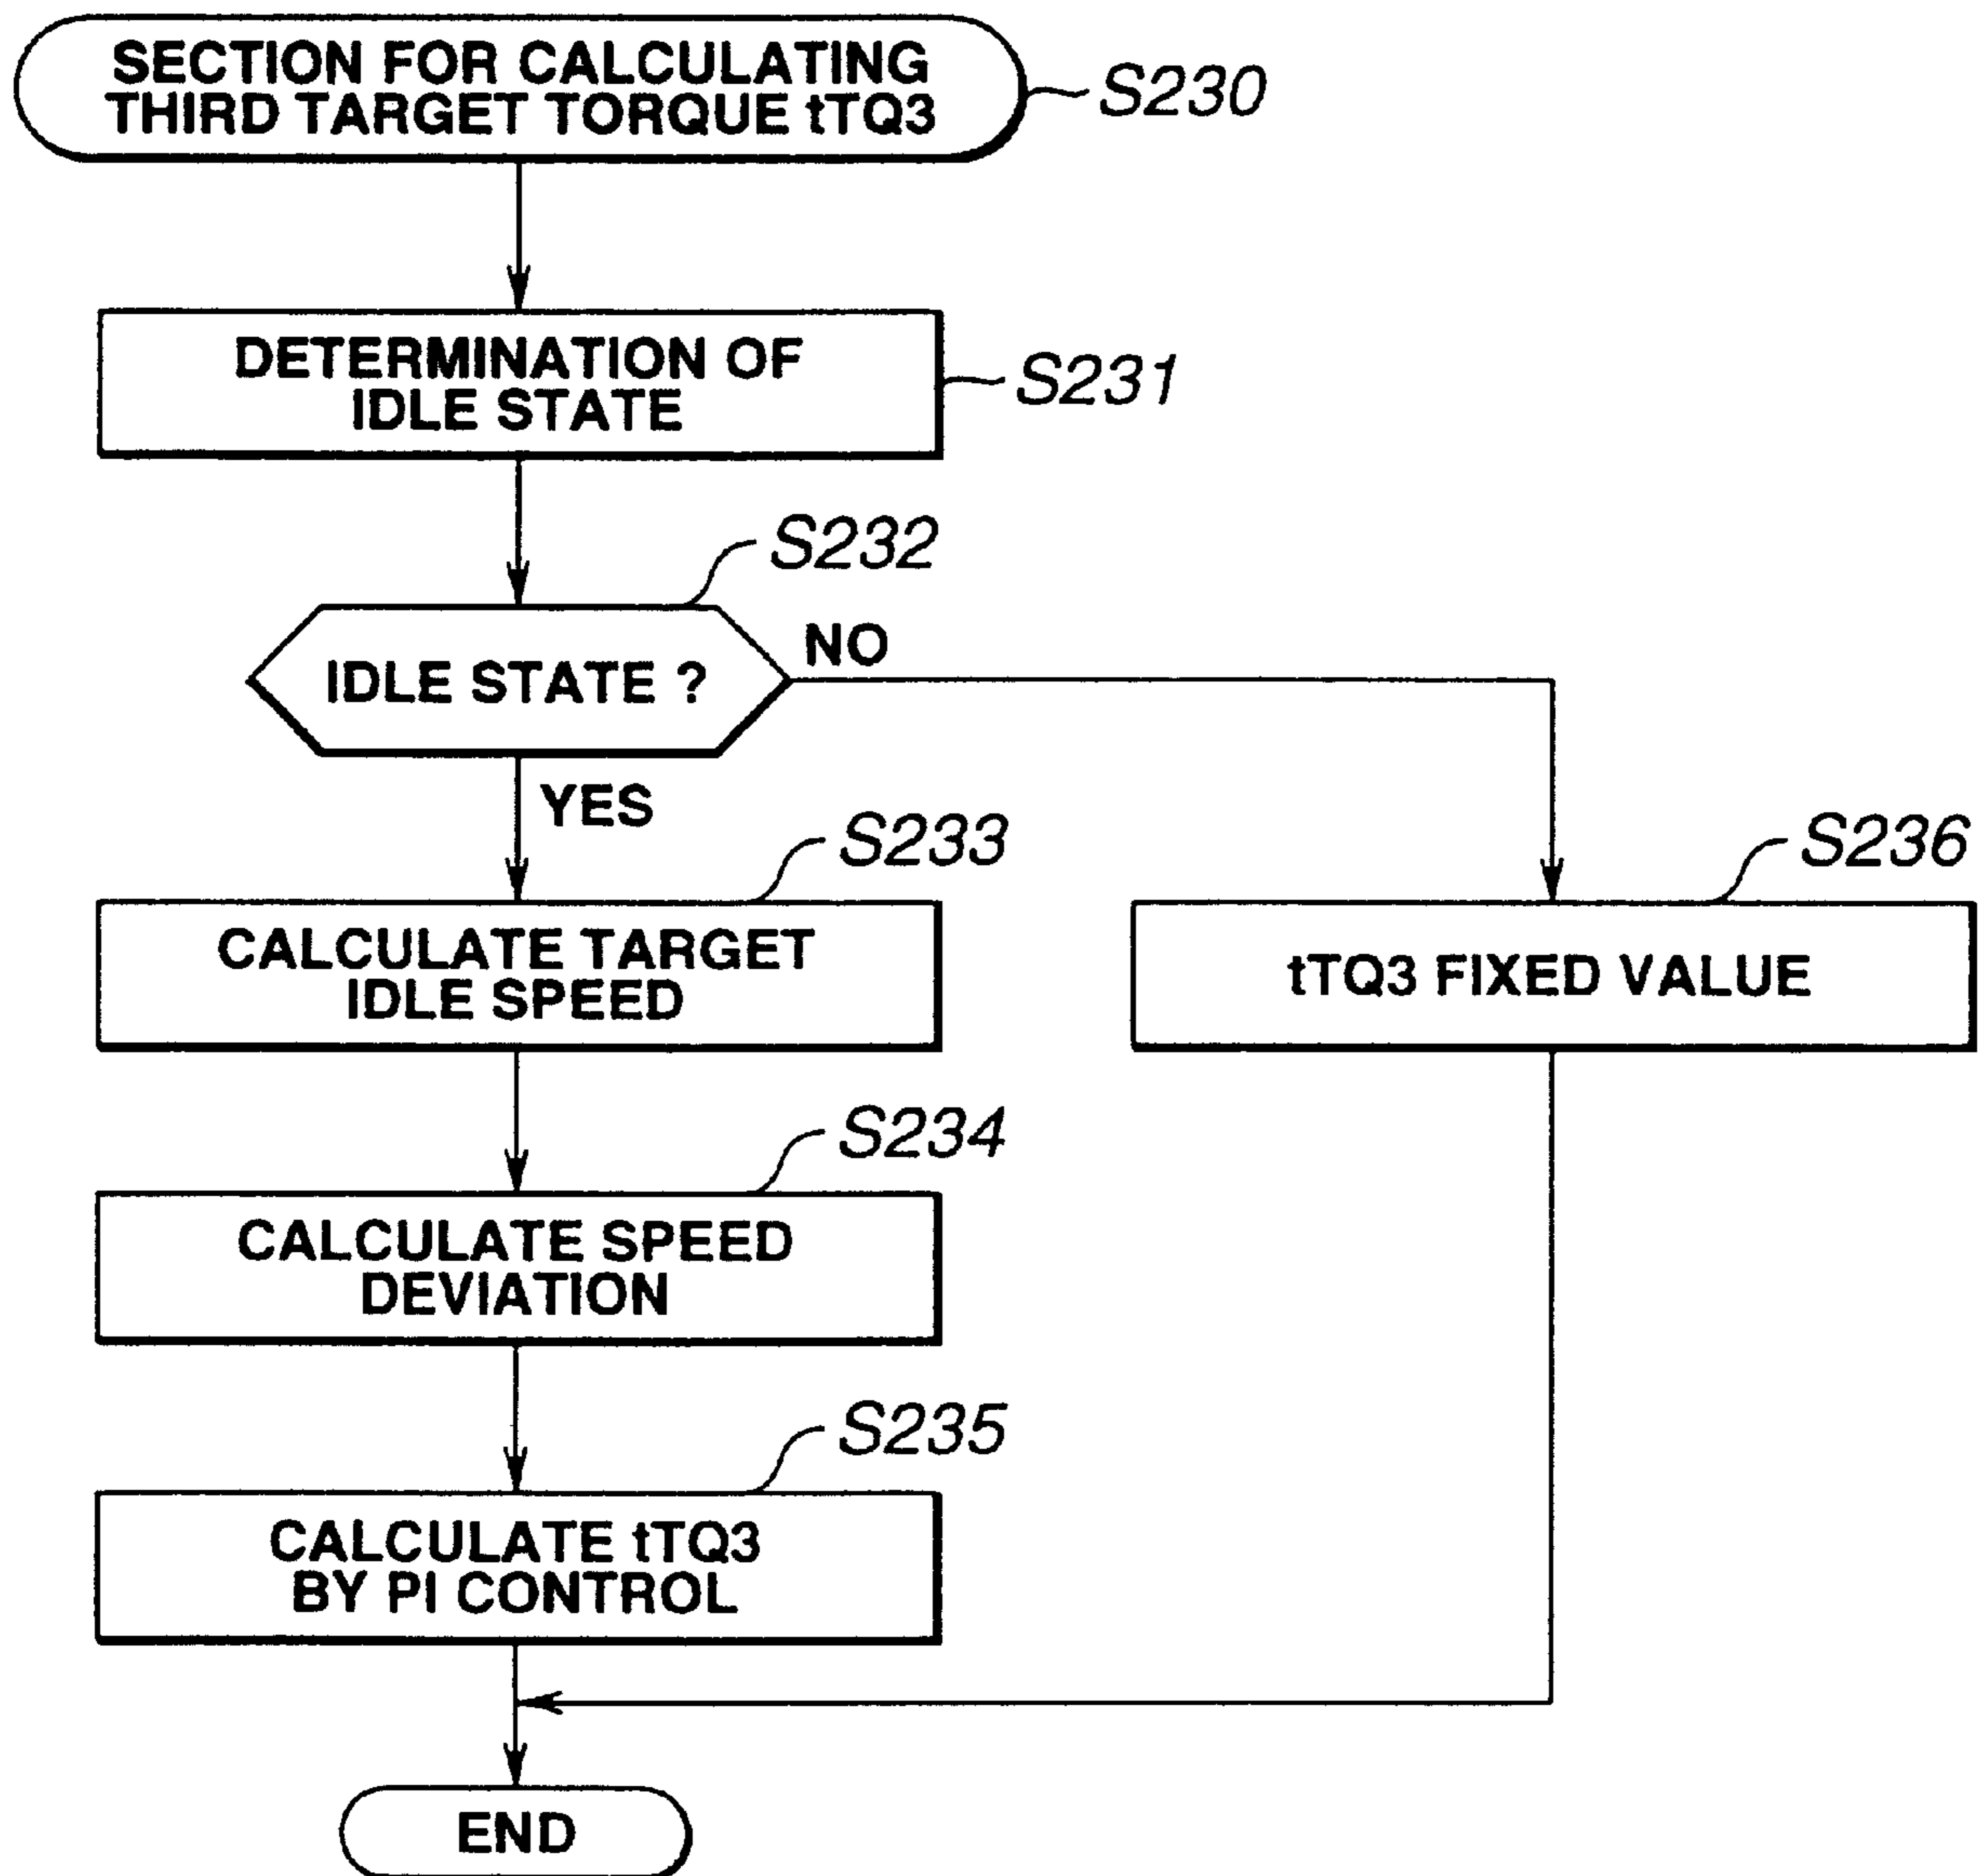 SECTION FOR CALCULATING
THIRD TARGET TORQUE tTQ3
S230
DETERMINATION OF
IDLE STATE
S231
S232
IDLE STATE ?
NO
YES
S233
CALCULATE TARGET
IDLE SPEED
S236
tTQ3 FIXED VALUE
S234
CALCULATE SPEED
DEVIATION
S235
CALCULATE tTQ3
BY PI CONTROL
END